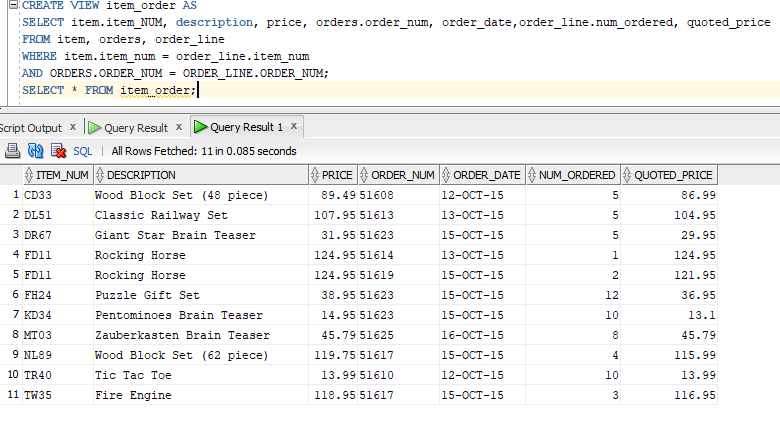 CREATE VIEW item_order AS
SELECT item.item_NUM, description, price, orders.order_num, order_date,order_line.num_ordered, quoted_price
FROM item, orders, order_line
WHERE item.item_num = order_line.item_num
AND ORDERS.ORDER_NUM = ORDER_LINE.ORDER_NUM;
SELECT * FROM item_order;
Script Output x Query Result x Query Result 1 x
SQL | All Rows Fetched: 11 in 0.085 seconds
ITEM_NUM DESCRIPTION PRICE ORDER_NUM ORDER_DATE NUM_ORDERED QUOTED_PRICE
1 CD33 Wood Block Set (48 piece) 89.49 51608 12-OCT-15 5 86.99
2 DL51 Classic Railway Set 107.95 51613 13-OCT-15 5 104.95
3 DR67 Giant Star Brain Teaser 31.95 51623 15-OCT-15 5 29.95
4 FD11 Rocking Horse 124.95 51614 13-OCT-15 1 124.95
5 FD11 Rocking Horse 124.95 51619 15-OCT-15 2 121.95
6 FH24 Puzzle Gift Set 38.95 51623 15-OCT-15 12 36.95
7 KD34 Pentominoes Brain Teaser 14.95 51623 15-OCT-15 10 13.1
8 MT03 Zauberkasten Brain Teaser 45.79 51625 16-OCT-15 8 45.79
9 NL89 Wood Block Set (62 piece) 119.75 51617 15-OCT-15 4 115.99
10 TR40 Tic Tac Toe 13.99 51610 12-OCT-15 10 13.99
11 TW35 Fire Engine 118.95 51617 15-OCT-15 3 116.95